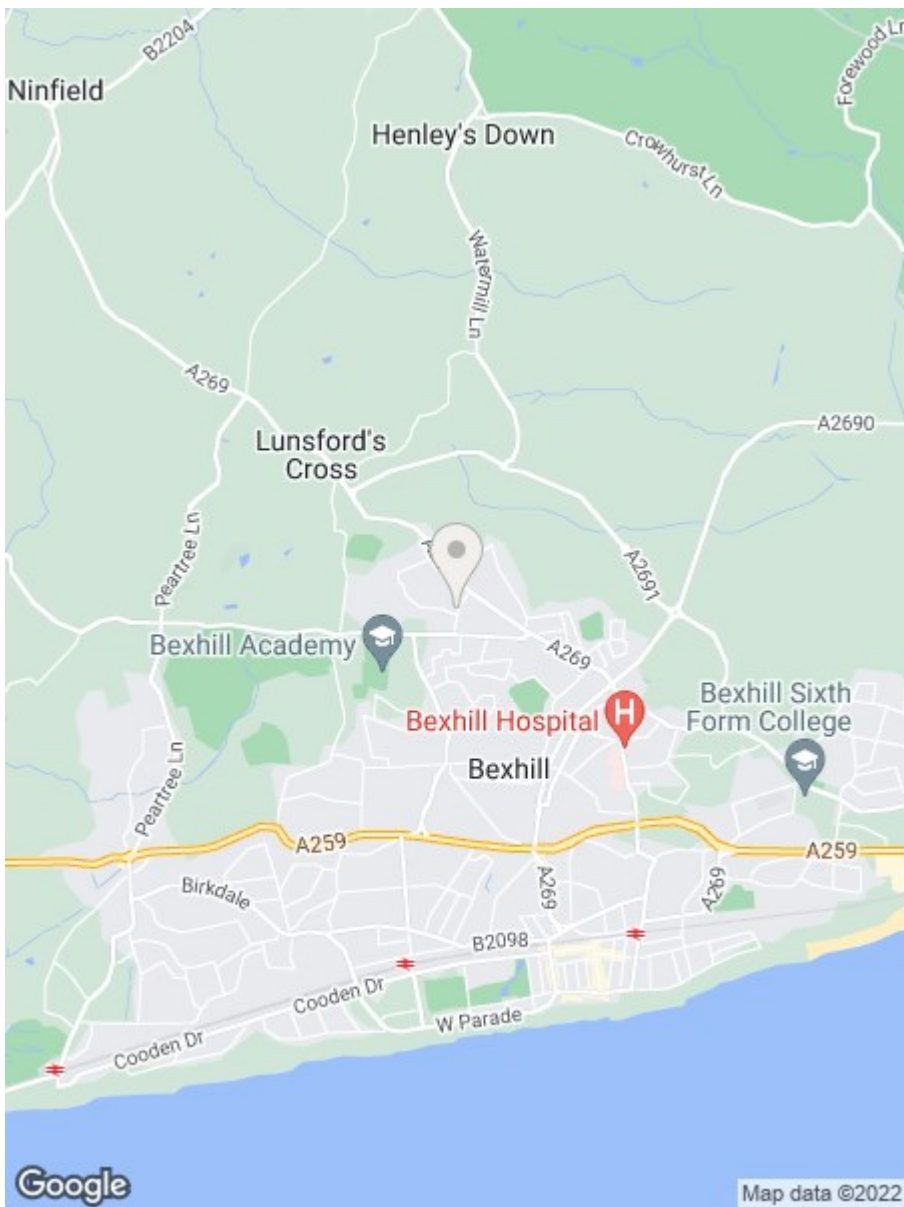 B2204
Ninfield
Forewood Ln
Henley's Down
Crowhurst Ln
Watermill Ln
A269
A2690
Lunsford's
Cross
Peartree Ln
A2691
Bexhill Academy
A269
Bexhill Sixth
Form College
Bexhill Hospital
H
Bexhill
Peartree Ln
A259
A259
Birkdale
A269
A269
B2098
Cooden Dr
W Parade
Cooden Dr
Google
Map data ©2022